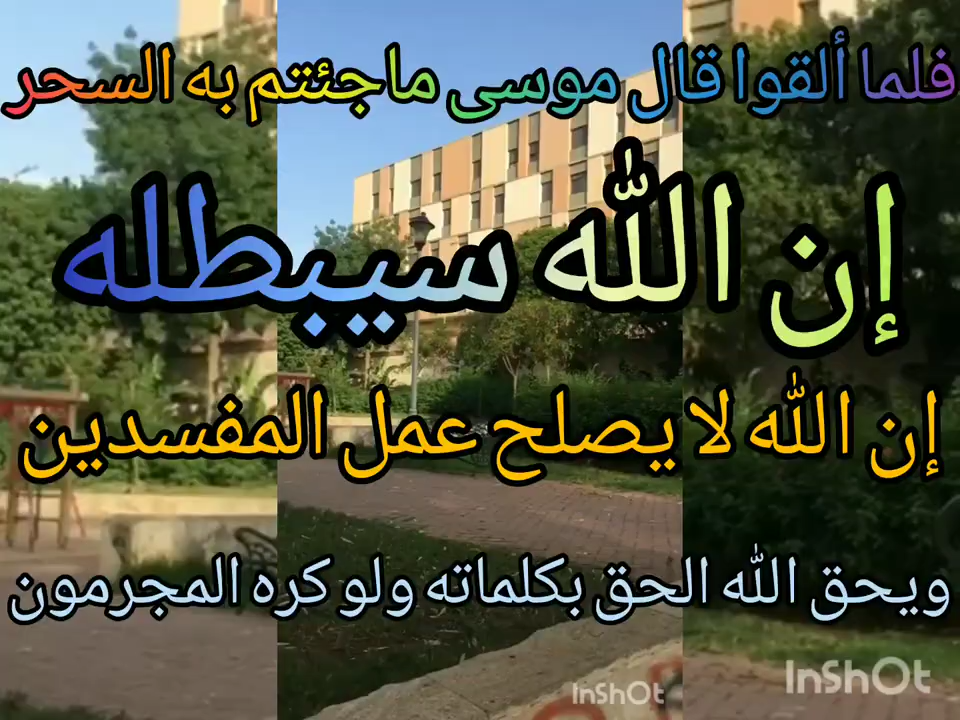 فلما ألقوا قال موسى ماجئتم به السحر
إن الله سيبطله
إن الله لا يصلح عمل المفسدين
ويحق الله الحق بكلماته ولو كره المجرمون
InShOt
InShOt